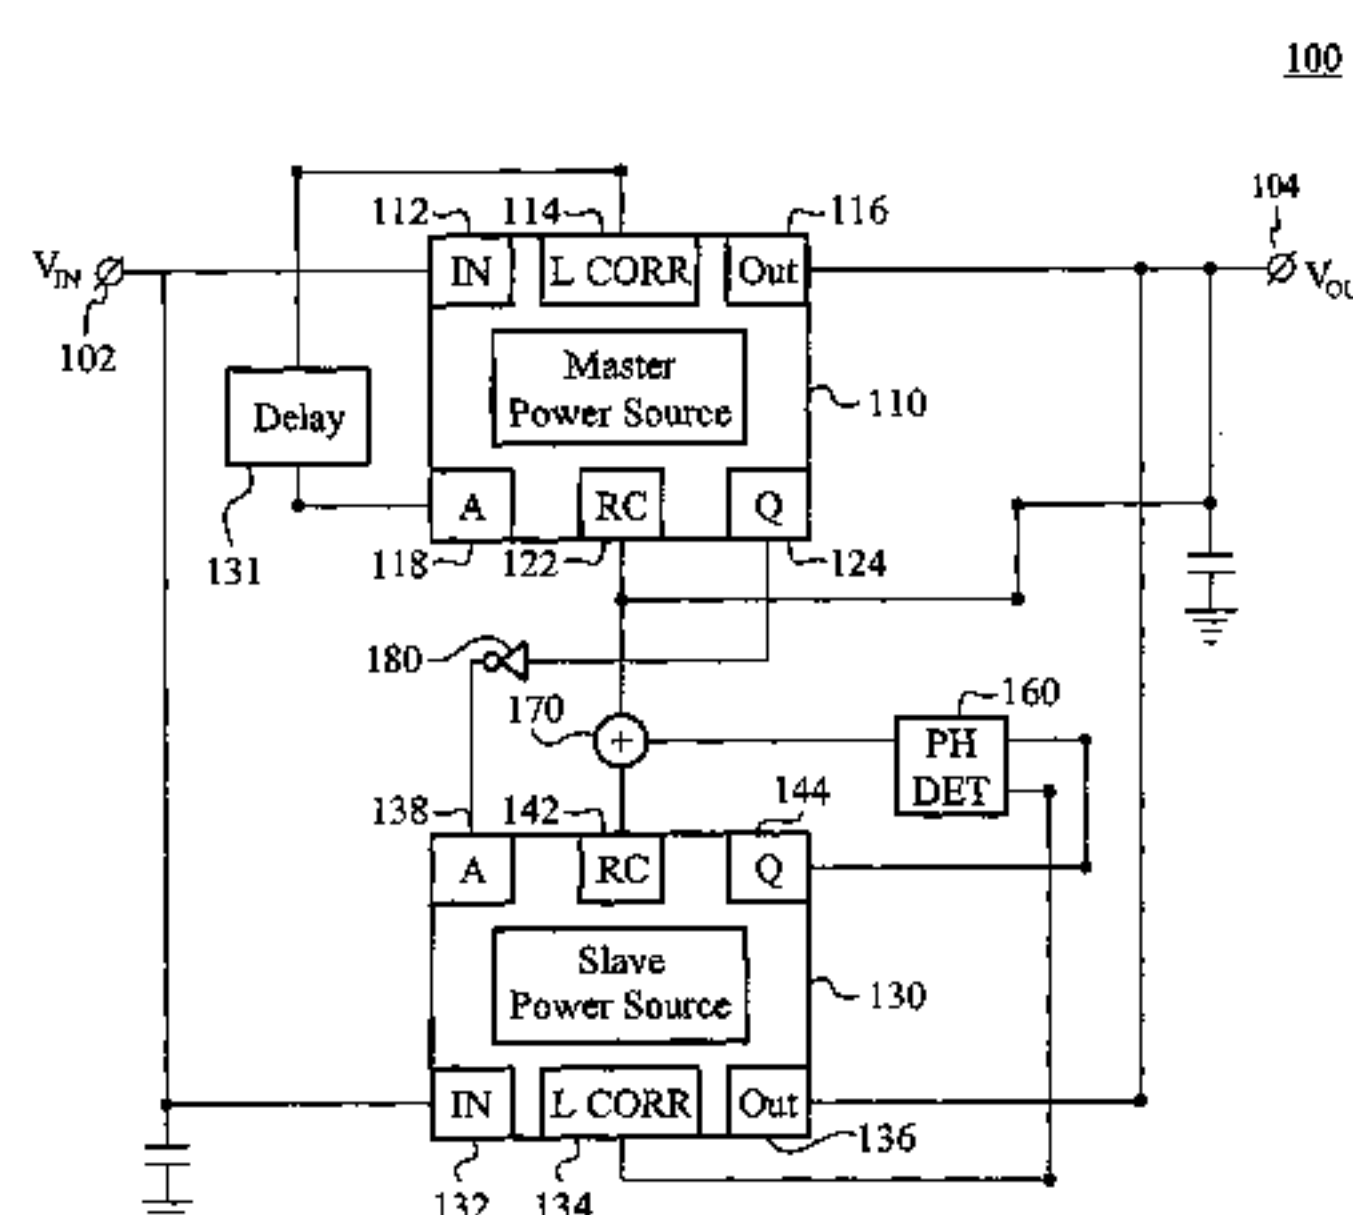 100
104
112 114 116
V_IN IN L CORR Out V_OU
102
Master
Power Source
110
Delay
A RC Q
131
118 122 124
180
170
160
PH
DET
138 142 144
A RC Q
Slave
Power Source
130
IN L CORR Out
136
132 134